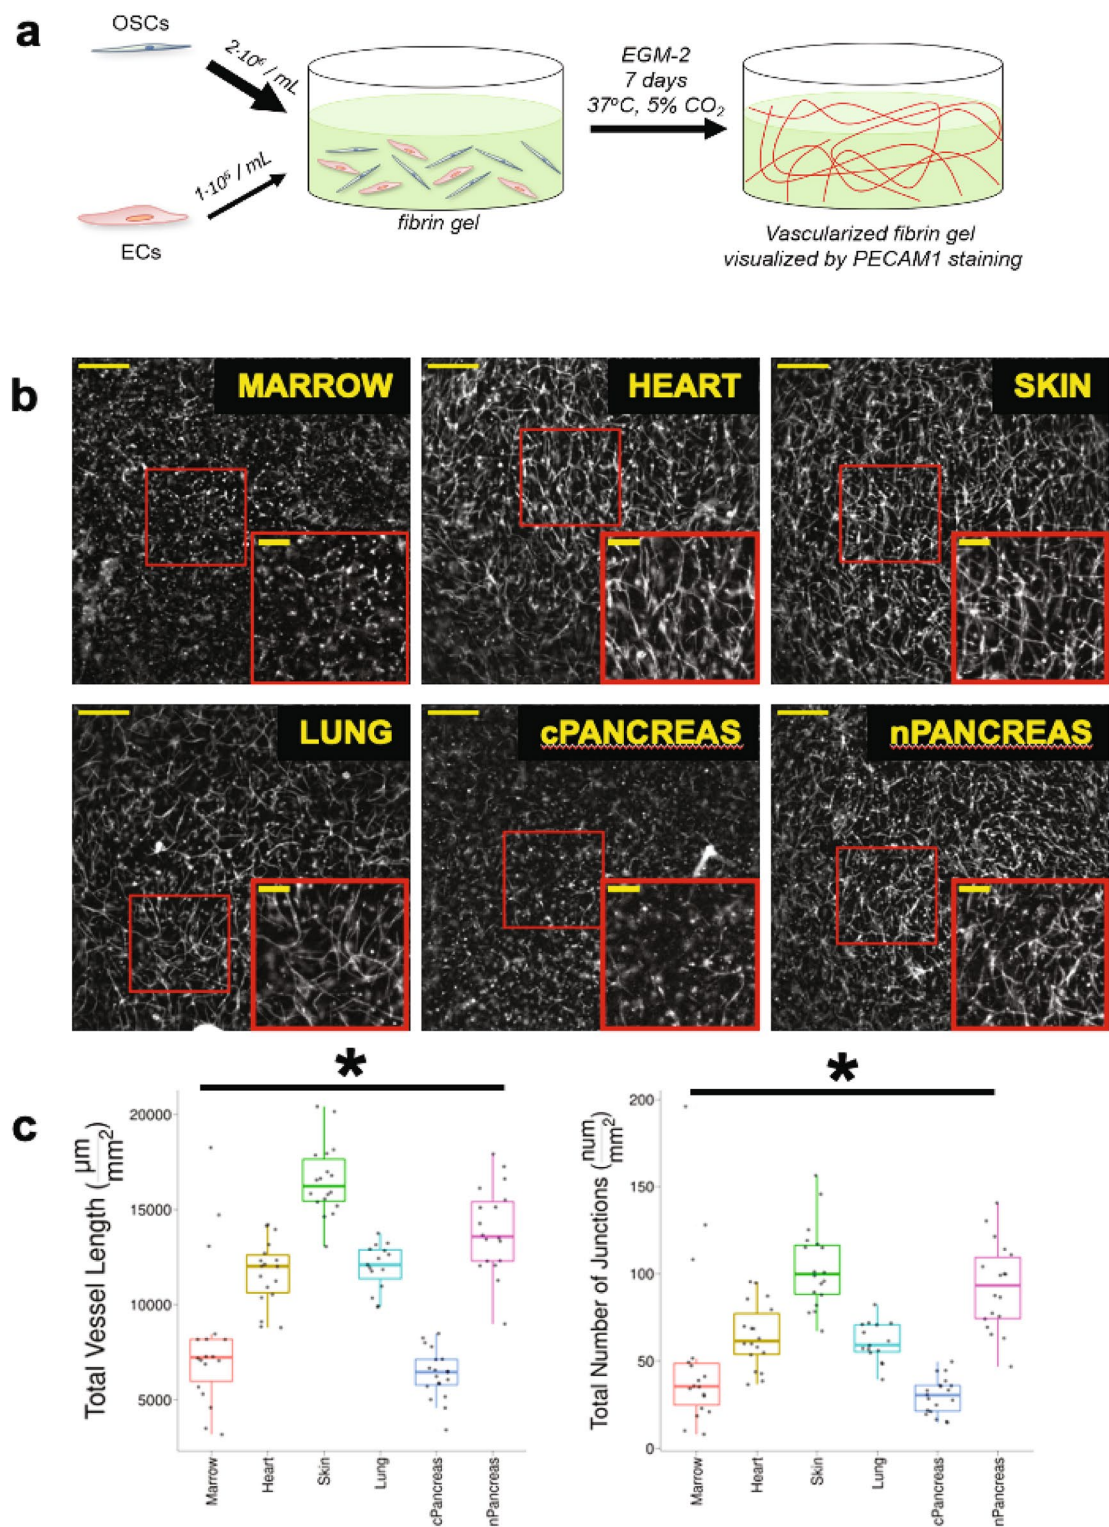 a
OSCs
2·10⁶ / mL
1·10⁶ / mL
ECs
fibrin gel
EGM-2
7 days
37ºC, 5% CO₂
Vascularized fibrin gel
visualized by PECAM1 staining
b
MARROW
HEART
SKIN
LUNG
cPANCREAS
nPANCREAS
c
*
Total Vessel Length (μm/mm²)
20000
15000
10000
5000
Marrow
Heart
Skin
Lung
cPancreas
nPancreas
*
Total Number of Junctions (num/mm²)
200
150
100
50
0
Marrow
Heart
Skin
Lung
cPancreas
nPancreas